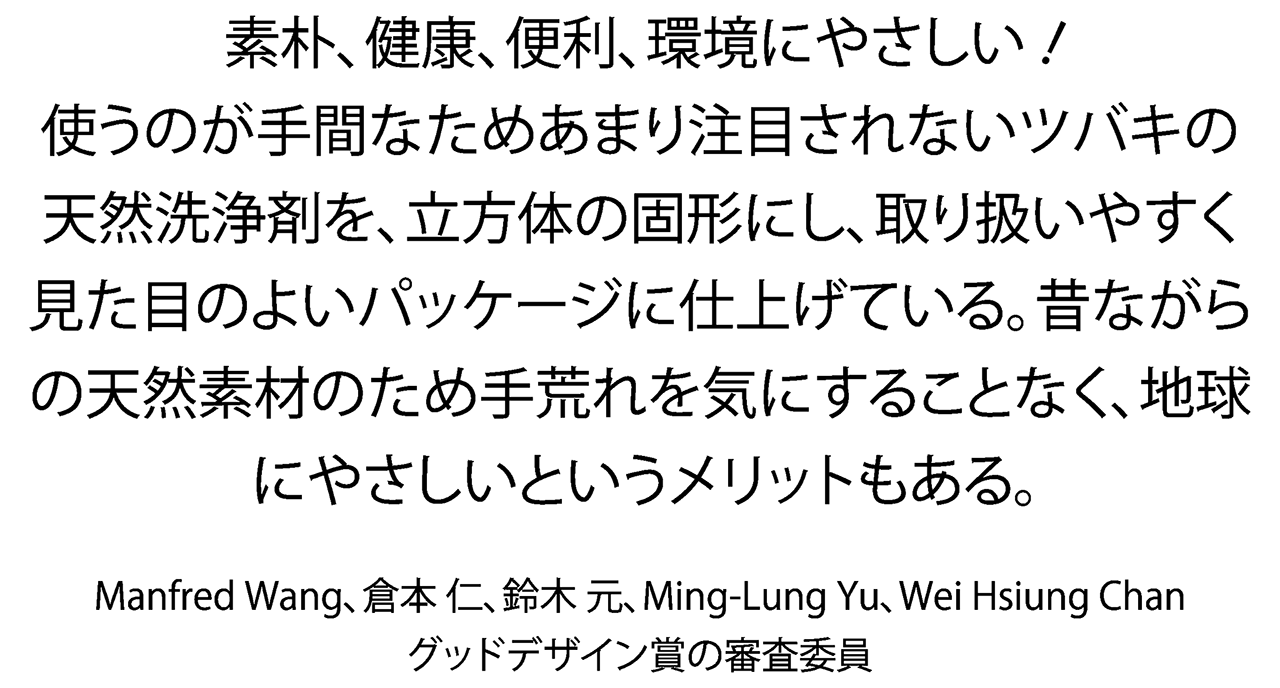 素朴、健康、便利、環境にやさしい！
使うのが手間なためあまり注目されないツバキの
天然洗浄剤を、立方体の固形にし、取り扱いやすく
見た目のよいパッケージに仕上げている。昔ながら
の天然素材のため手荒れを気にすることなく、地球
にやさしいというメリットもある。
Manfred Wang、倉本 仁、鈴木 元、Ming-Lung Yu、Wei Hsiung Chan
グッドデザイン賞の審査委員